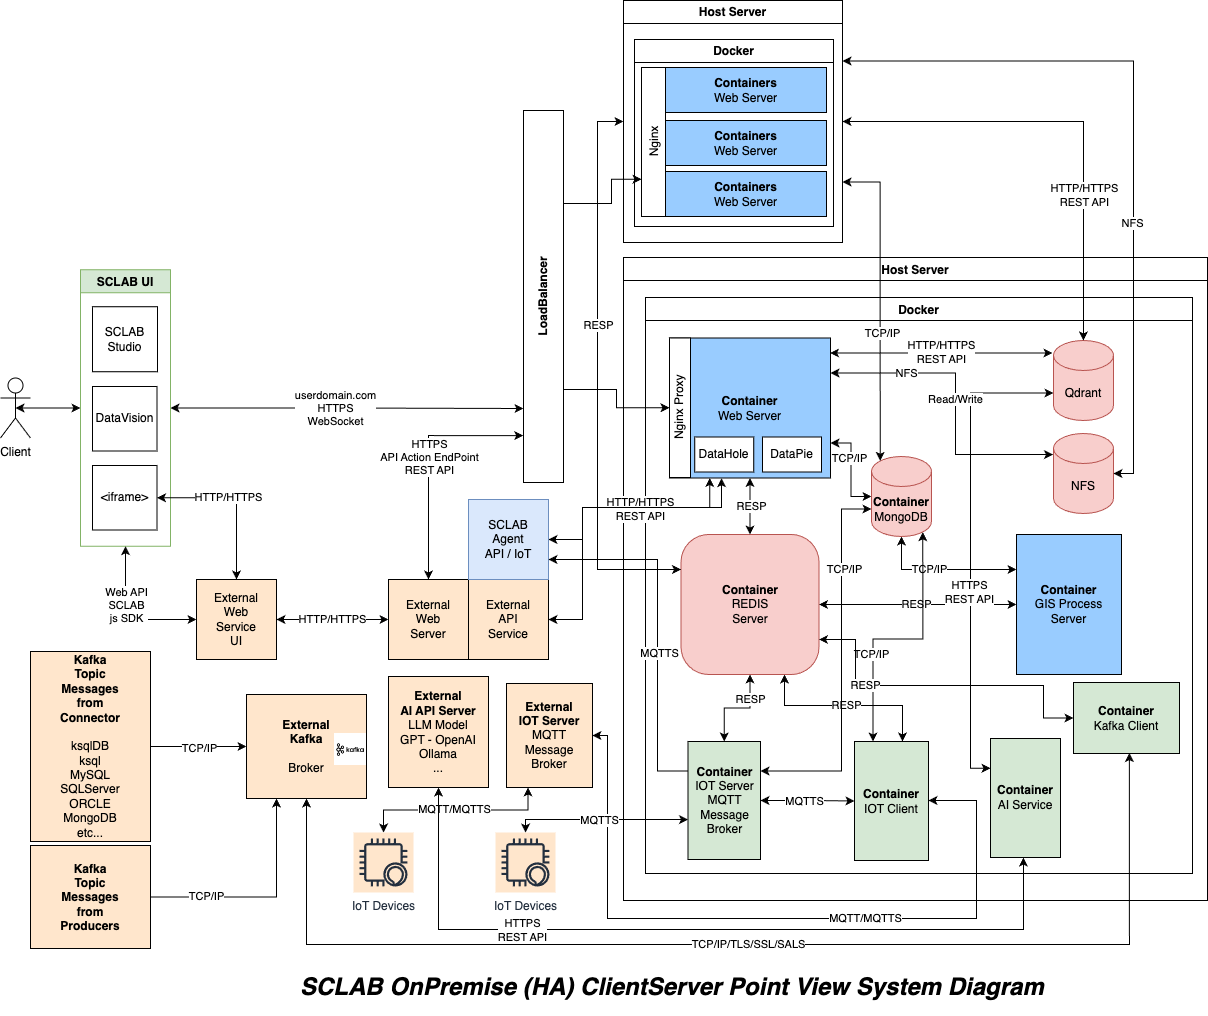 Host Server
Docker
Nginx
Containers
Web Server
Containers
Web Server
Containers
Web Server
HTTP/HTTPS
REST API
NFS
LoadBalancer
RESP
Host Server
Docker
TCP/IP
SCLAB UI
SCLAB
Studio
DataVision
<iframe>
Client
userdomain.com
HTTPS
WebSocket
HTTPS
API Action EndPoint
REST API
HTTP/HTTPS
Nginx Proxy
Container
Web Server
DataHole
DataPie
HTTP/HTTPS
REST API
NFS
Read/Write
Qdrant
NFS
TCP/IP
Container
MongoDB
HTTP/HTTPS
REST API
RESP
SCLAB
Agent
API / IoT
Web API
SCLAB
js SDK
External
Web
Service
UI
HTTP/HTTPS
External
Web
Server
External
API
Service
Container
REDIS
Server
TCP/IP
TCP/IP
HTTPS
REST API
RESP
Container
GIS Process
Server
MQTTS
TCP/IP
RESP
RESP
RESP
Container
Kafka Client
Kafka
Topic
Messages
from
Connector
ksqlDB
ksql
MySQL
SQLServer
ORCLE
MongoDB
etc...
TCP/IP
External
Kafka
Broker
kafka
External
AI API Server
LLM Model
GPT - OpenAI
Ollama
...
External
IOT Server
MQTT
Message
Broker
Container
IOT Server
MQTT
Message
Broker
MQTTS
Container
IOT Client
Container
AI Service
MQTT/MQTTS
MQTTS
Kafka
Topic
Messages
from
Producers
TCP/IP
IoT Devices
IoT Devices
HTTPS
REST API
MQTT/MQTTS
TCP/IP/TLS/SSL/SALS
SCLAB OnPremise (HA) ClientServer Point View System Diagram